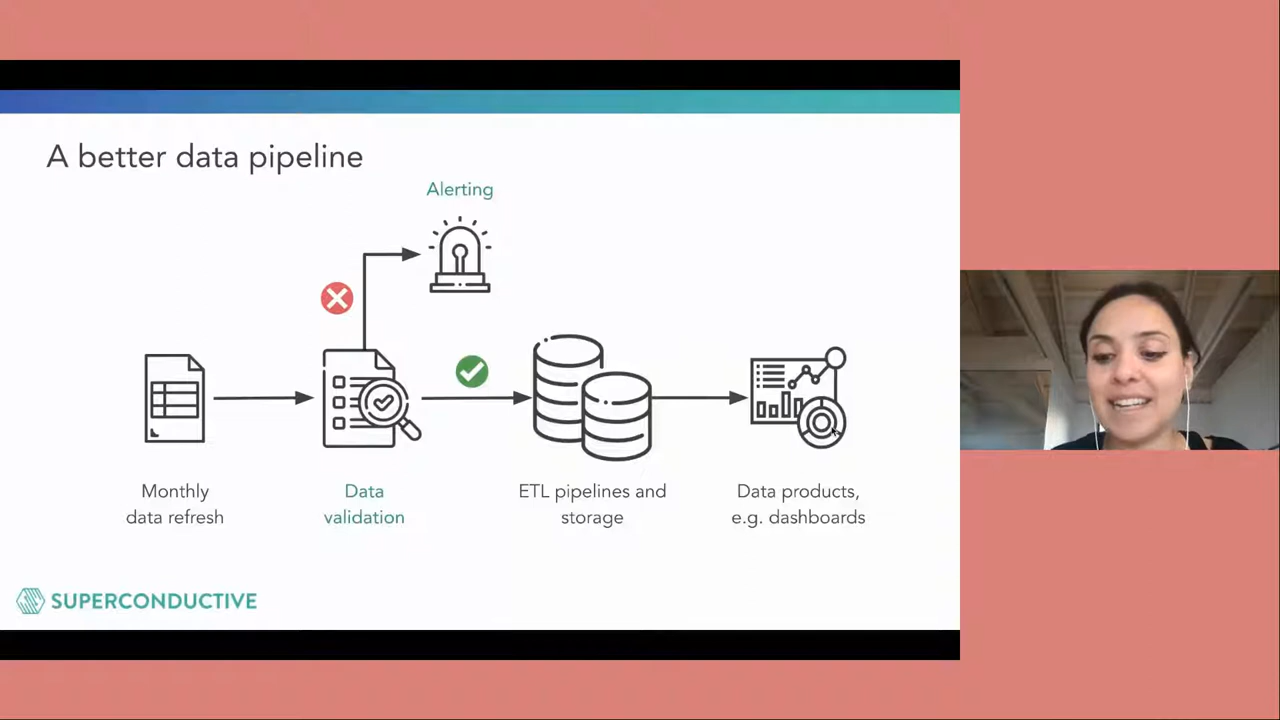 A better data pipeline
Alerting
Monthly
data refresh
Data
validation
ETL pipelines and
storage
Data products,
e.g. dashboards
SUPERCONDUCTIVE